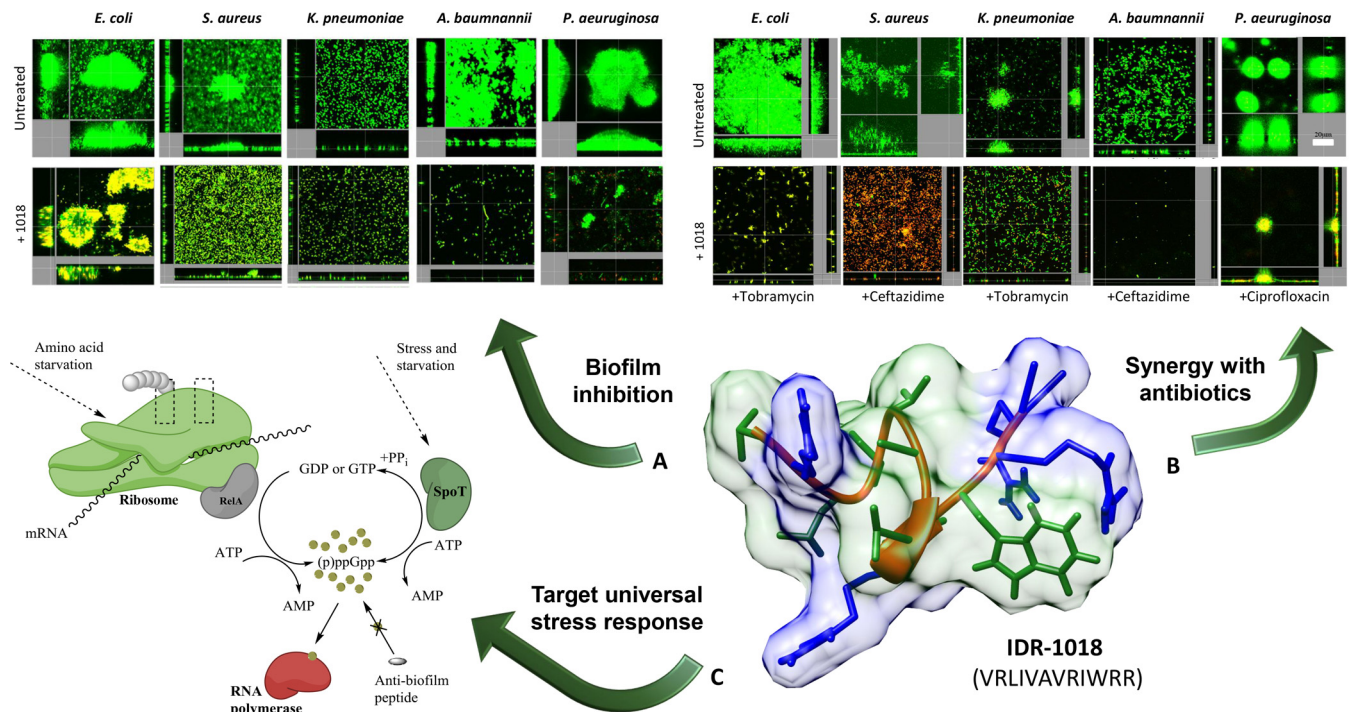 E. coli S. aureus K. pneumoniae A. baumnannii P. aeuruginosa
Untreated
+ 1018
E. coli S. aureus K. pneumoniae A. baumnannii P. aeuruginosa
Untreated
20μm
+ 1018
+Tobramycin +Ceftazidime +Tobramycin +Ceftazidime +Ciprofloxacin
Amino acid
starvation
Stress and
starvation
Ribosome
RelA
mRNA
GDP or GTP
+PPi
SpoT
ATP
ATP
(p)ppGpp
AMP
AMP
RNA
polymerase
Anti-biofilm
peptide
Biofilm
inhibition
A
Synergy with
antibiotics
B
Target universal
stress response
C
IDR-1018
(VRLIVAVRIWRR)